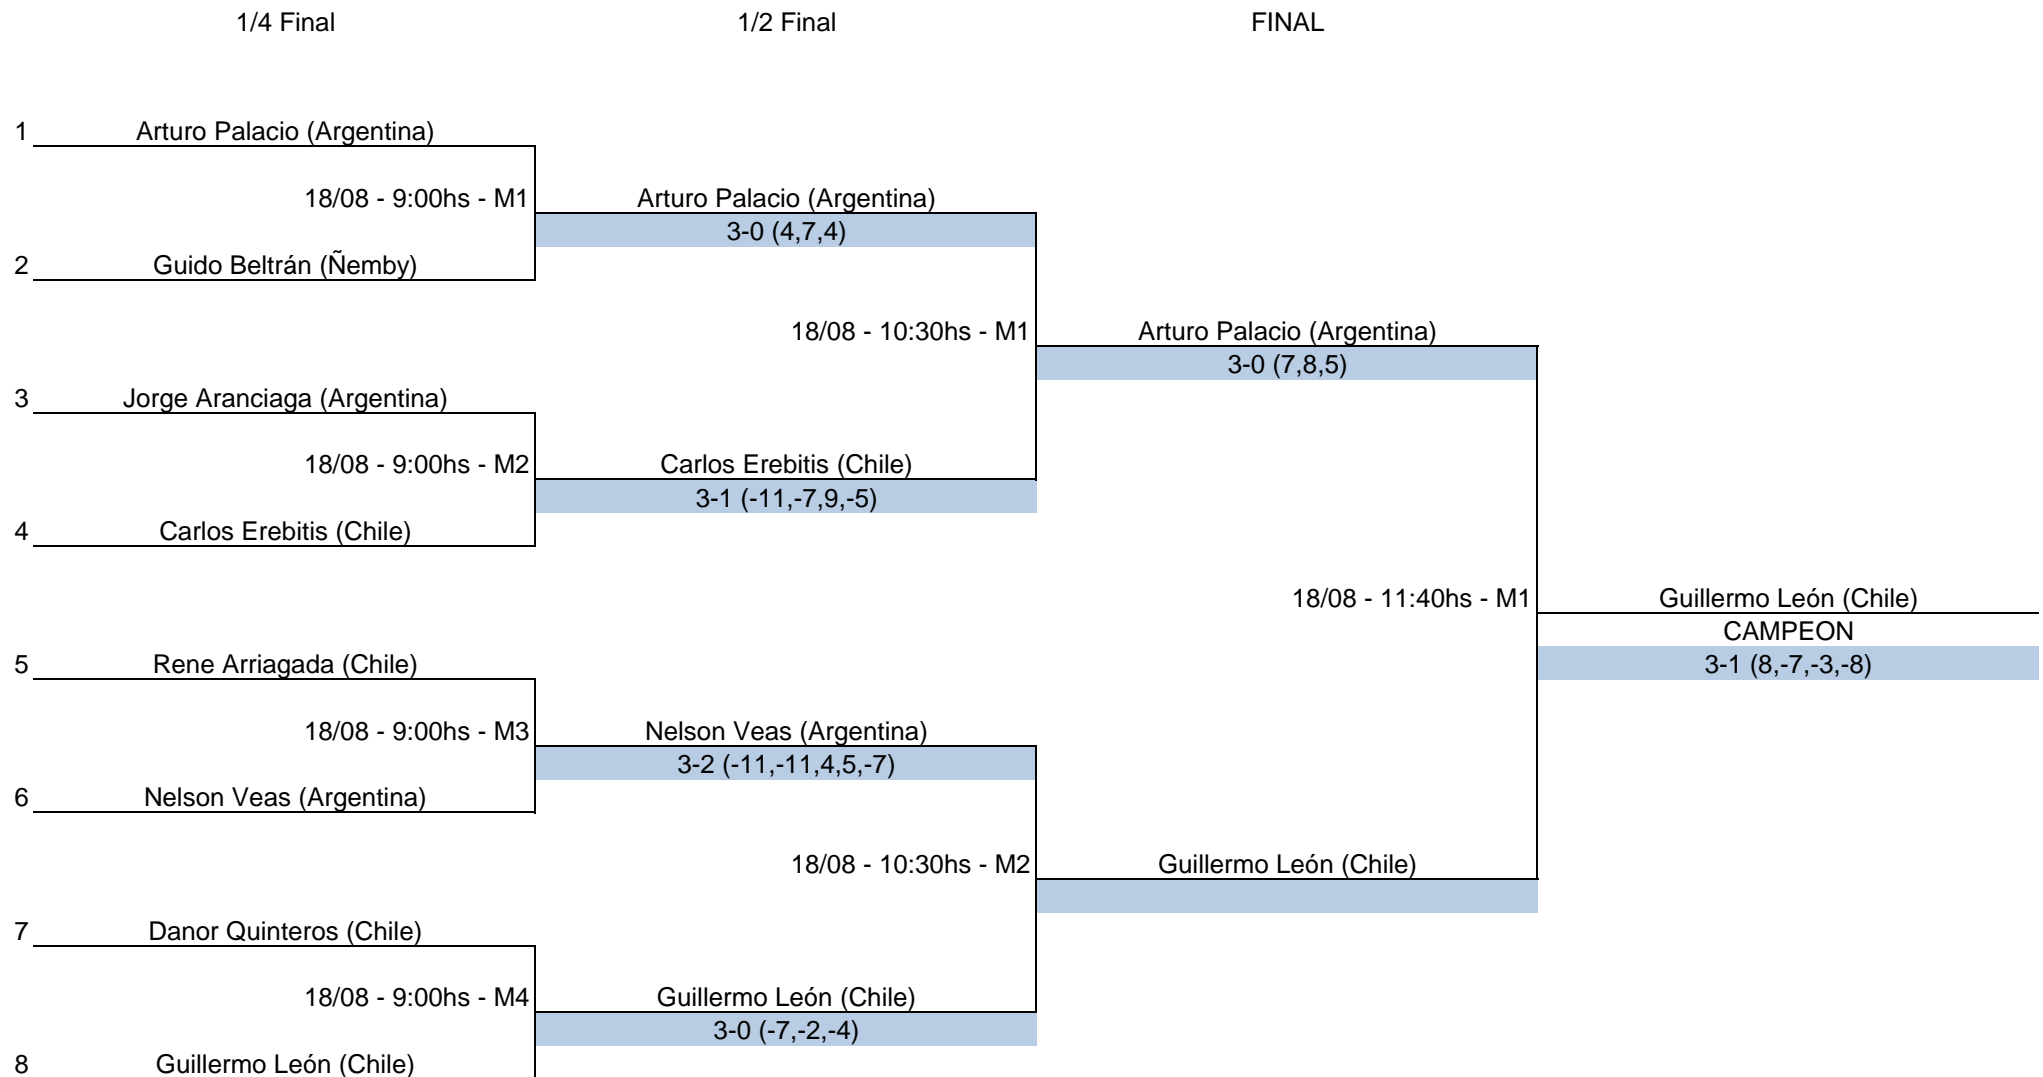 1/4 Final 1/2 Final FINAL
1 Arturo Palacio (Argentina)
18/08 - 9:00hs - M1 Arturo Palacio (Argentina)
3-0 (4,7,4)
2 Guido Beltrán (Ñemby)
18/08 - 10:30hs - M1 Arturo Palacio (Argentina)
3-0 (7,8,5)
3 Jorge Aranciaga (Argentina)
18/08 - 9:00hs - M2 Carlos Erebitis (Chile)
3-1 (-11,-7,9,-5)
4 Carlos Erebitis (Chile)
18/08 - 11:40hs - M1 Guillermo León (Chile)
CAMPEON
5 Rene Arriagada (Chile) 3-1 (8,-7,-3,-8)
18/08 - 9:00hs - M3 Nelson Veas (Argentina)
3-2 (-11,-11,4,5,-7)
6 Nelson Veas (Argentina)
18/08 - 10:30hs - M2 Guillermo León (Chile)
7 Danor Quinteros (Chile)
18/08 - 9:00hs - M4 Guillermo León (Chile)
3-0 (-7,-2,-4)
8 Guillermo León (Chile)